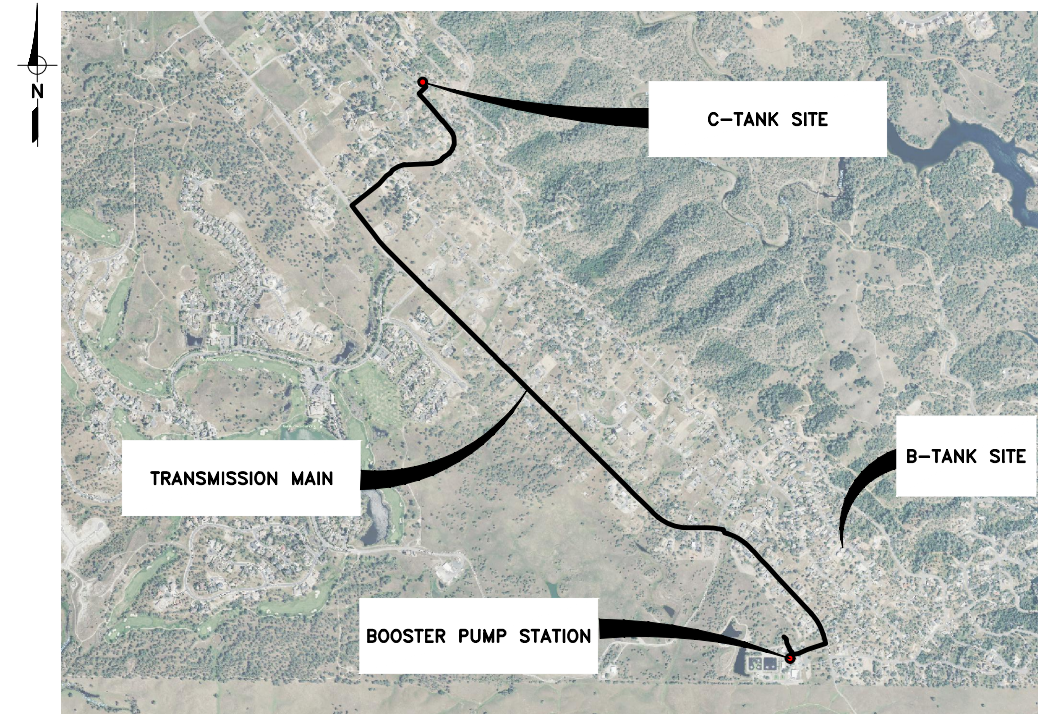 N
C-TANK SITE
B-TANK SITE
TRANSMISSION MAIN
BOOSTER PUMP STATION